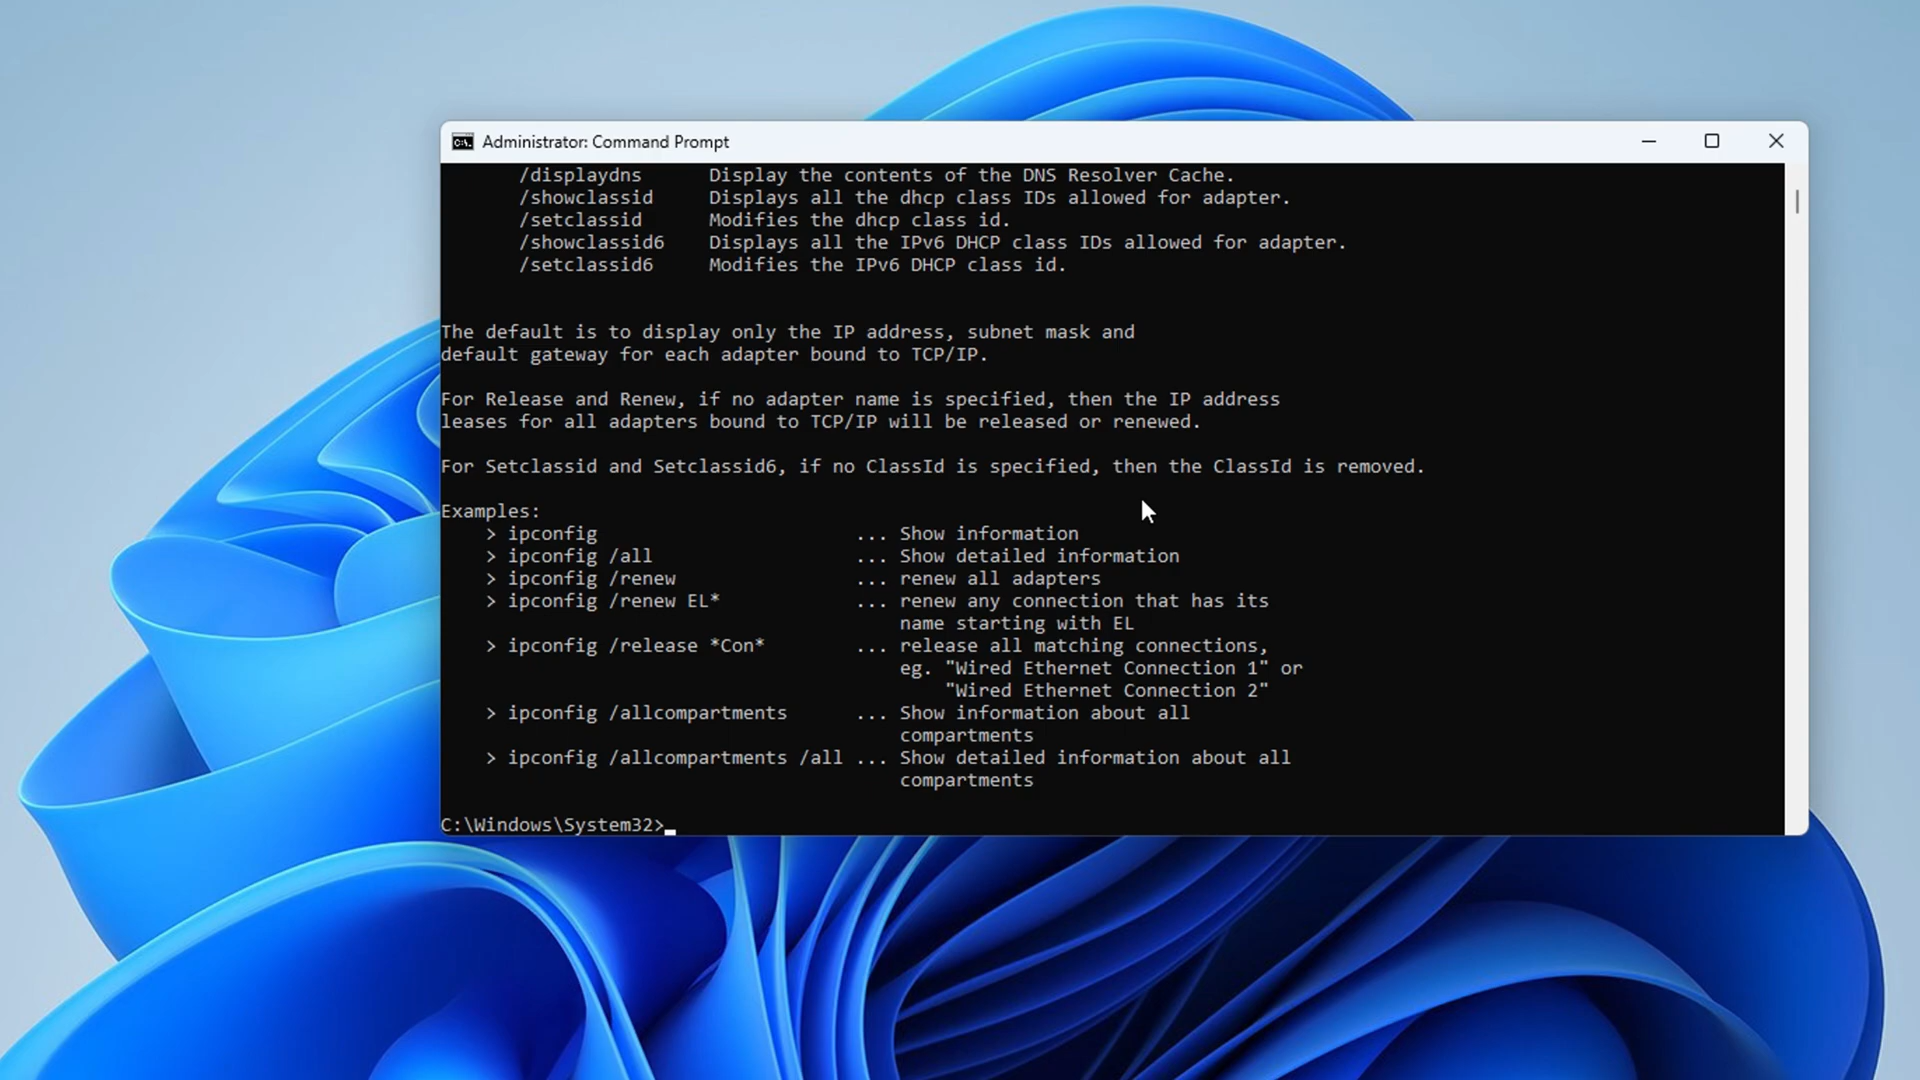 Administrator: Command Prompt
/displaydns Display the contents of the DNS Resolver Cache.
/showclassid Displays all the dhcp class IDs allowed for adapter.
/setclassid Modifies the dhcp class id.
/showclassid6 Displays all the IPv6 DHCP class IDs allowed for adapter.
/setclassid6 Modifies the IPv6 DHCP class id.
The default is to display only the IP address, subnet mask and
default gateway for each adapter bound to TCP/IP.
For Release and Renew, if no adapter name is specified, then the IP address
leases for all adapters bound to TCP/IP will be released or renewed.
For Setclassid and Setclassid6, if no ClassId is specified, then the ClassId is removed.
Examples:
> ipconfig ... Show information
> ipconfig /all ... Show detailed information
> ipconfig /renew ... renew all adapters
> ipconfig /renew EL* ... renew any connection that has its
name starting with EL
> ipconfig /release *Con* ... release all matching connections,
eg. "Wired Ethernet Connection 1" or
"Wired Ethernet Connection 2"
> ipconfig /allcompartments ... Show information about all
compartments
> ipconfig /allcompartments /all ... Show detailed information about all
compartments
C:\Windows\System32>